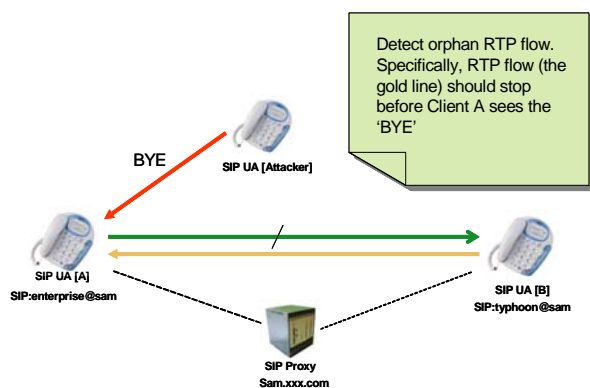 Detect orphan RTP flow.
Specifically, RTP flow (the
gold line) should stop
before Client A sees the
‘BYE’
BYE
SIP UA [Attacker]
SIP UA [A]
SIP:enterprise@sam
SIP UA [B]
SIP:typhoon@sam
SIP Proxy
Sam.xxx.com